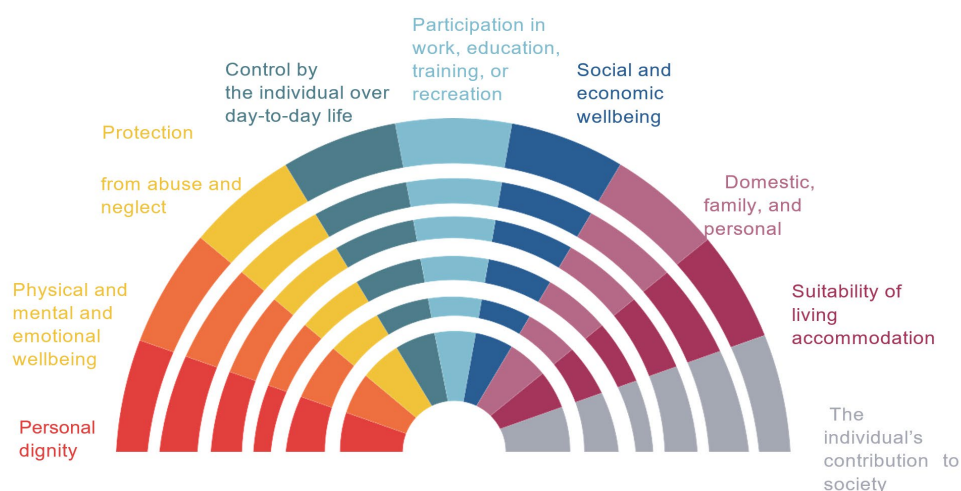 Participation in
work, education,
training, or
recreation
Control by
the individual over
day-to-day life
Social and
economic
wellbeing
Protection
from abuse and
neglect
Domestic,
family, and
personal
Physical and
mental and
emotional
wellbeing
Suitability of
living
accommodation
Personal
dignity
The
individual's
contribution to
society